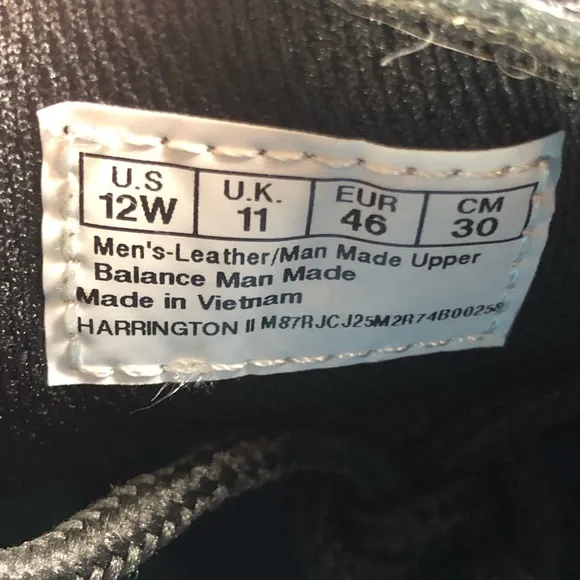 U.S U.K. EUR CM
12W 11 46 30
Men's-Leather/Man Made Upper
Balance Man Made
Made in Vietnam
HARRINGTON II M87RJCJ25M2R74B00258